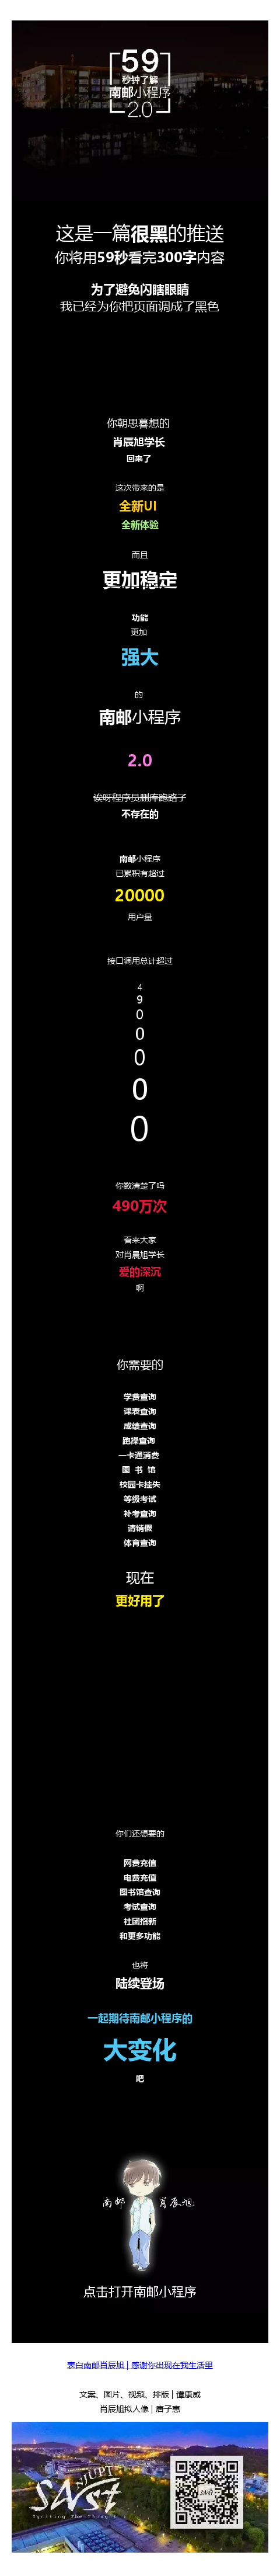 59
秒钟了解
南邮小程序
2.0
这是一篇很黑的推送
你将用59秒看完300字内容
为了避免闪瞎眼睛
我已经为你把页面调成了黑色
你朝思暮想的
肖辰旭学长
回来了
这次带来的是
全新UI
全新体验
而且
更加稳定
功能
更加
强大
的
南邮小程序
2.0
诶呀程序员删库跑路了
不存在的
南邮小程序
已累积有超过
20000
用户量
接口调用总计超过
4
9
0
0
0
0
0
你数清楚了吗
490万次
看来大家
对肖晨旭学长
爱的深沉
啊
你需要的
学费查询
课表查询
成绩查询
跑操查询
一卡通消费
图 书 馆
校园卡挂失
等级考试
补考查询
请销假
体育查询
现在
更好用了
你们还想要的
网费充值
电费充值
图书馆查询
考试查询
社团招新
和更多功能
也将
陆续登场
一起期待南邮小程序的
大变化
吧
南邮 肖辰旭
点击打开南邮小程序
表白南邮肖辰旭 | 感谢你出现在我生活里
文案、图片、视频、排版 | 谭康威
肖辰旭拟人像 | 唐子惠
NJUPT
SAST